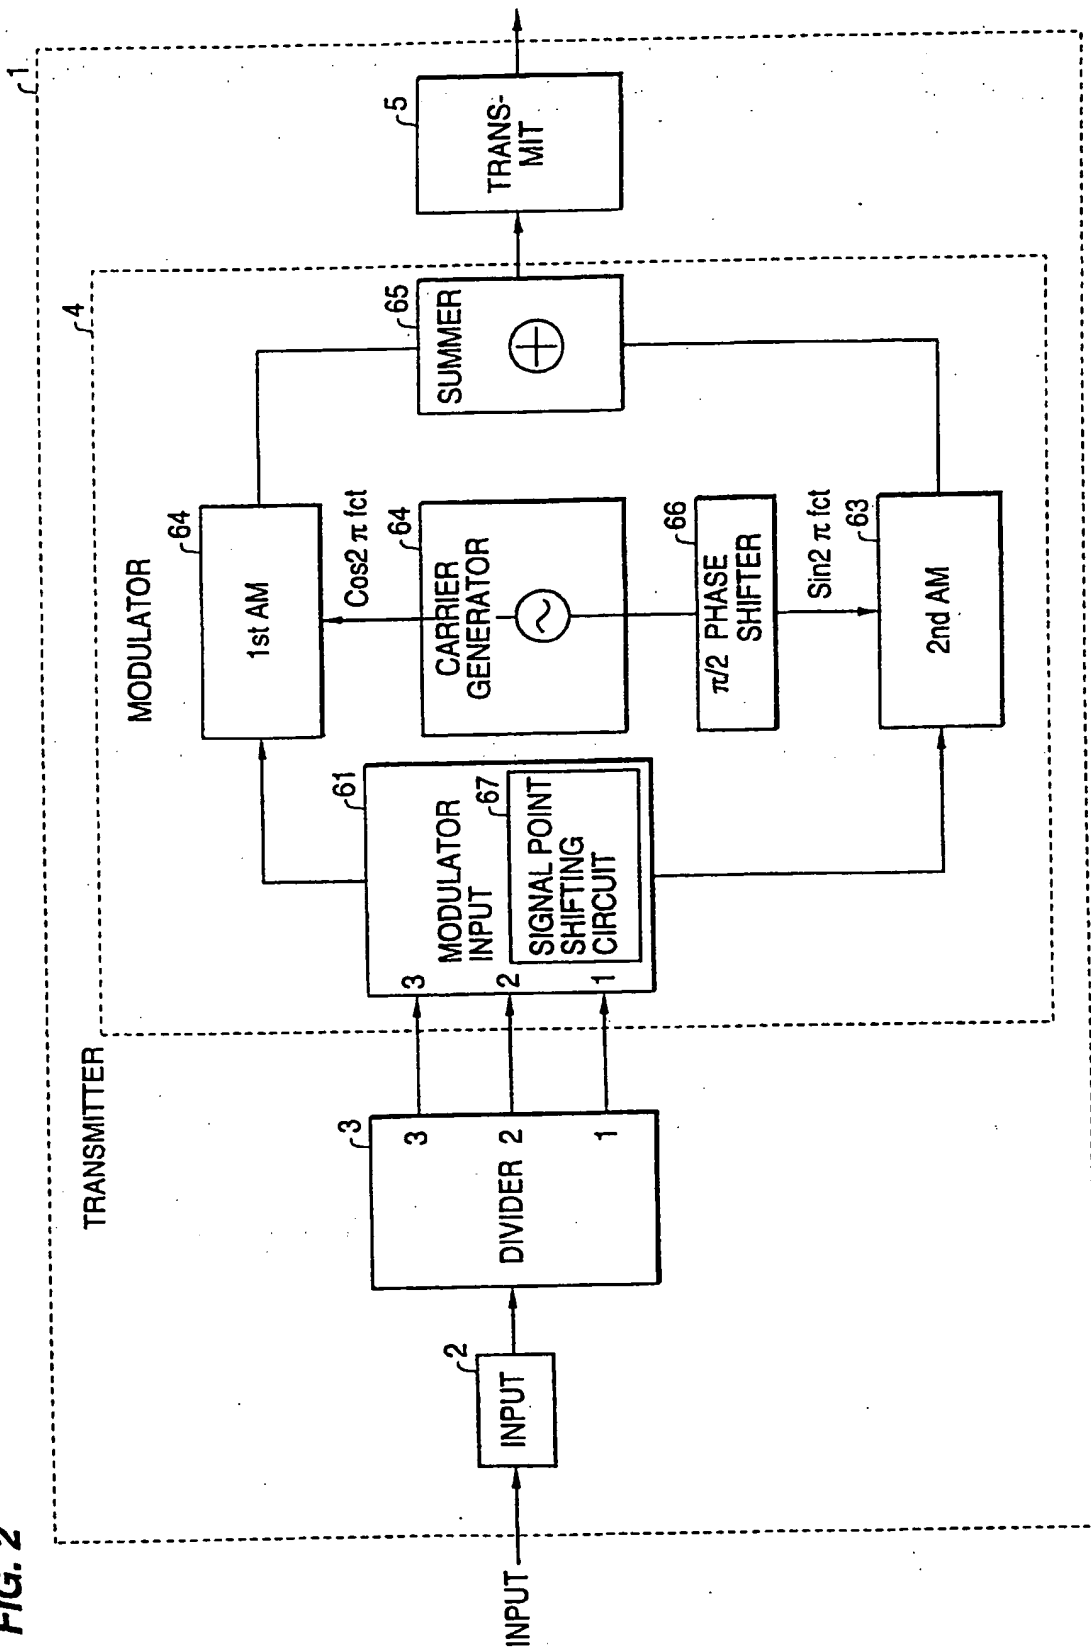 FIG. 2
1
TRANSMITTER
4
MODULATOR
INPUT
2
INPUT
3
DIVIDER
3
2
1
61
MODULATOR
INPUT
3
2
1
67
SIGNAL POINT
SHIFTING
CIRCUIT
64
1st AM
Cos2 π fct
64
CARRIER
GENERATOR
66
π/2 PHASE
SHIFTER
Sin2 π fct
63
2nd AM
65
SUMMER
5
TRANS-
MIT